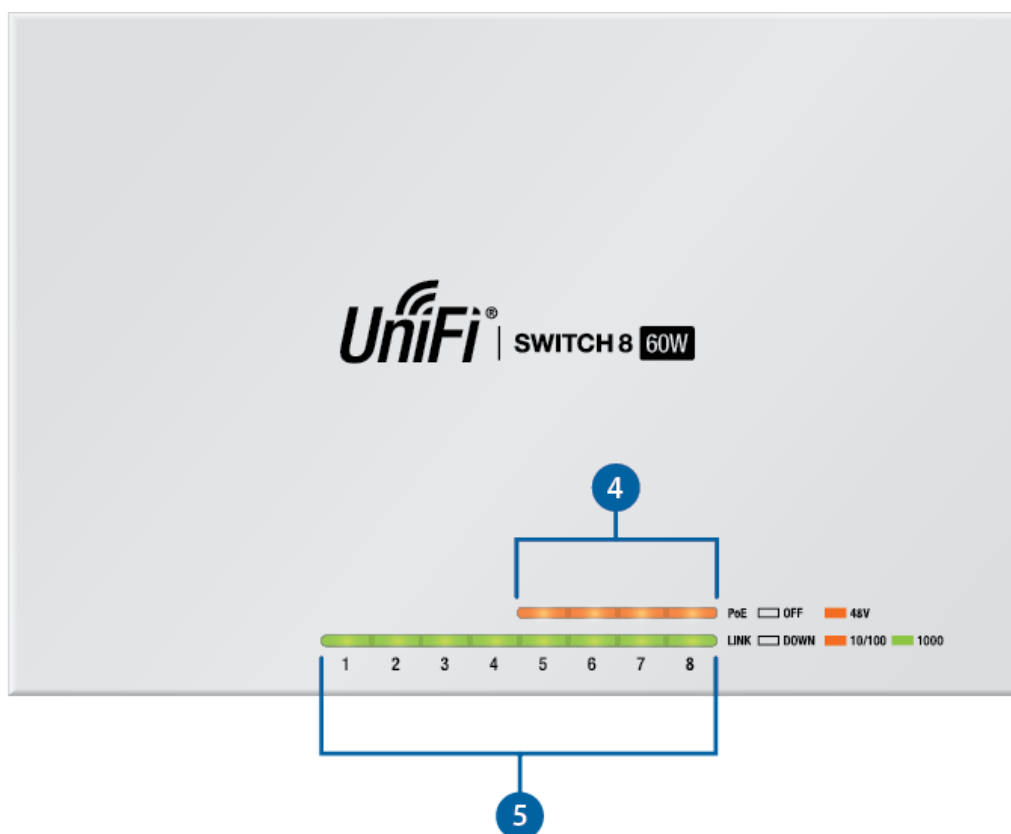 UniFi® | SWITCH 8 60W
4
PoE OFF 48V
LINK DOWN 10/100 1000
1 2 3 4 5 6 7 8
5